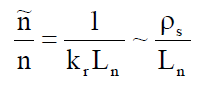 ñ/n = 1/(k_r L_n) ~ ρ_s/L_n